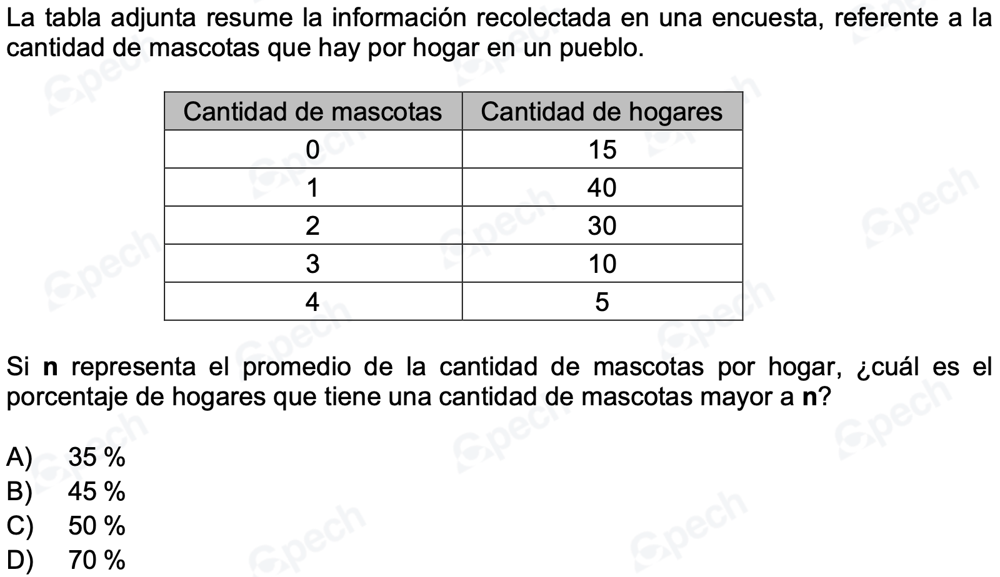 La tabla adjunta resume la información recolectada en una encuesta, referente a la
cantidad de mascotas que hay por hogar en un pueblo.
Cantidad de mascotas Cantidad de hogares
0 15
1 40
2 30
3 10
4 5
Si n representa el promedio de la cantidad de mascotas por hogar, ¿cuál es el
porcentaje de hogares que tiene una cantidad de mascotas mayor a n?
A) 35 %
B) 45 %
C) 50 %
D) 70 %